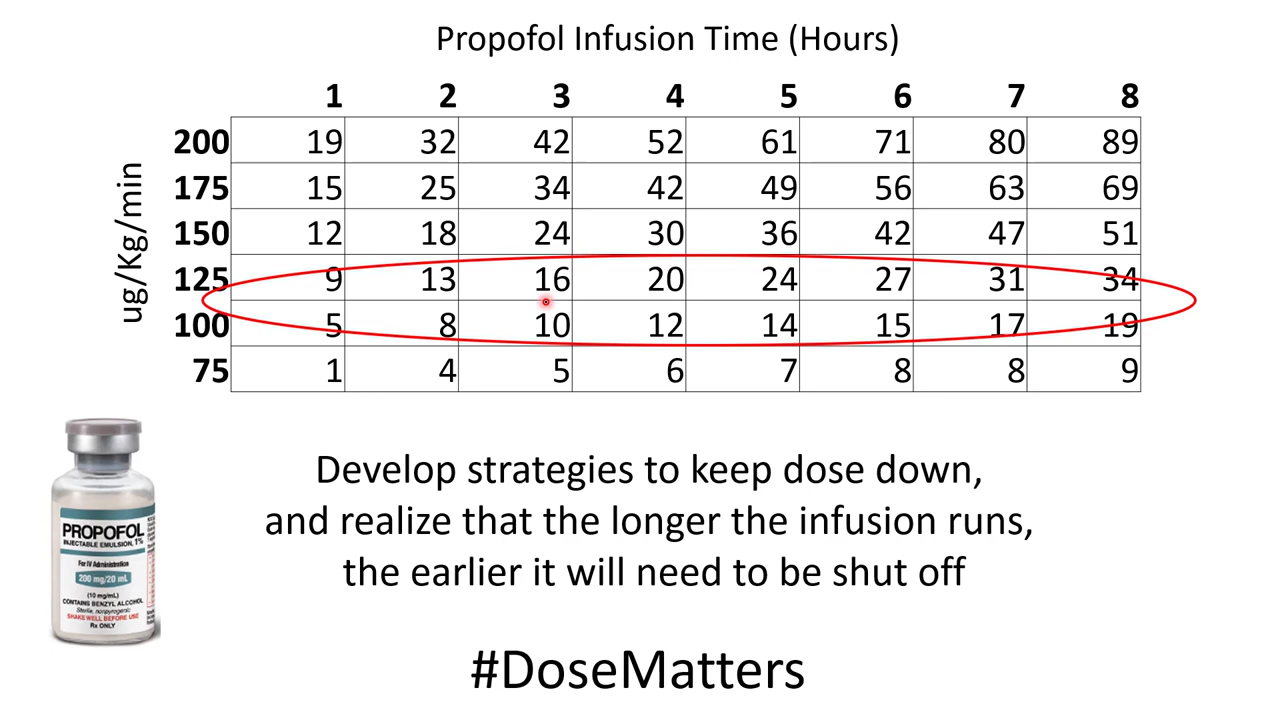 Propofol Infusion Time (Hours)
1 2 3 4 5 6 7 8
ug/Kg/min
200 19 32 42 52 61 71 80 89
175 15 25 34 42 49 56 63 69
150 12 18 24 30 36 42 47 51
125 9 13 16 20 24 27 31 34
100 5 8 10 12 14 15 17 19
75 1 4 5 6 7 8 8 9
Develop strategies to keep dose down,
and realize that the longer the infusion runs,
the earlier it will need to be shut off
PROPOFOL
INJECTABLE EMULSION, 1%
For IV Administration
200 mg/20 mL
(10 mg/mL)
CONTAINS BENZYL ALCOHOL
Sterile, nonpyrogenic
SHAKE WELL BEFORE USE
Rx ONLY
#DoseMatters